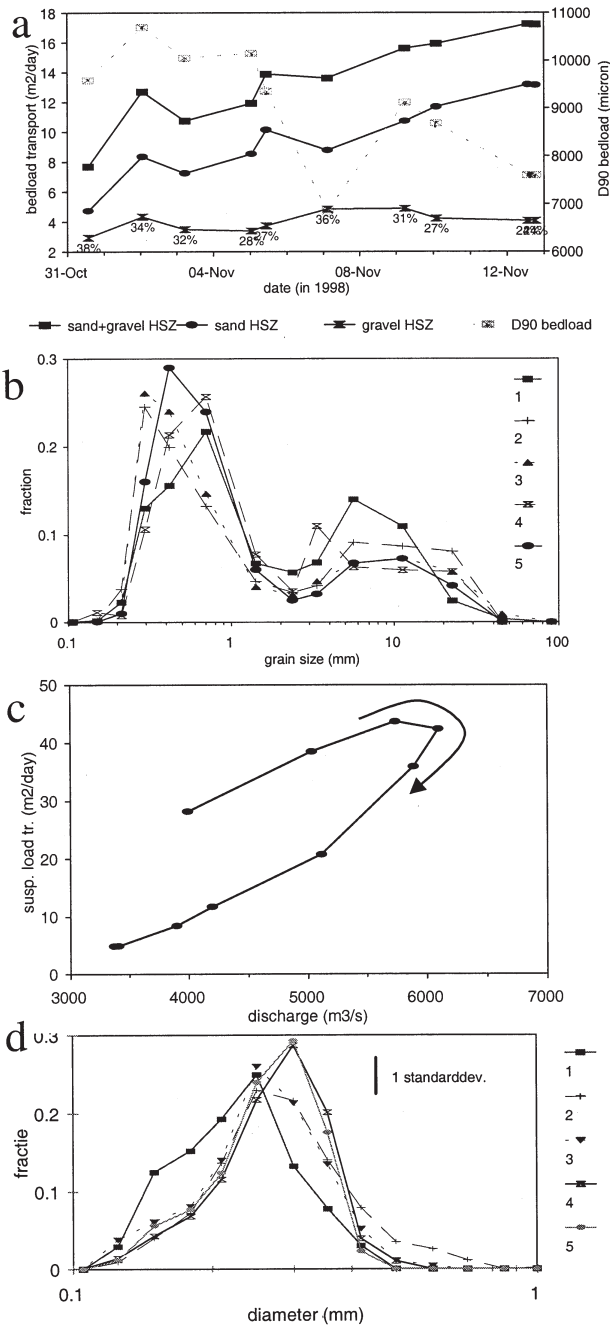 a
18
16
14
12
10
8
6
4
2
bedload transport (m2/day)
11000
10000
9000
8000
7000
6000
D90 bedload (micron)
38%
34%
32%
28%
27%
36%
31%
27%
31-Oct 04-Nov 08-Nov 12-Nov
date (in 1998)
sand+gravel HSZ sand HSZ gravel HSZ D90 bedload
b
0.3
0.2
0.1
0
fraction
1
2
3
4
5
0.1 1 10 100
grain size (mm)
c
50
40
30
20
10
0
susp. load tr. (m2/day)
3000 4000 5000 6000 7000
discharge (m3/s)
d
0.3
0.2
0.1
0
fractie
1 standarddev.
1
2
3
4
5
0.1 1
diameter (mm)